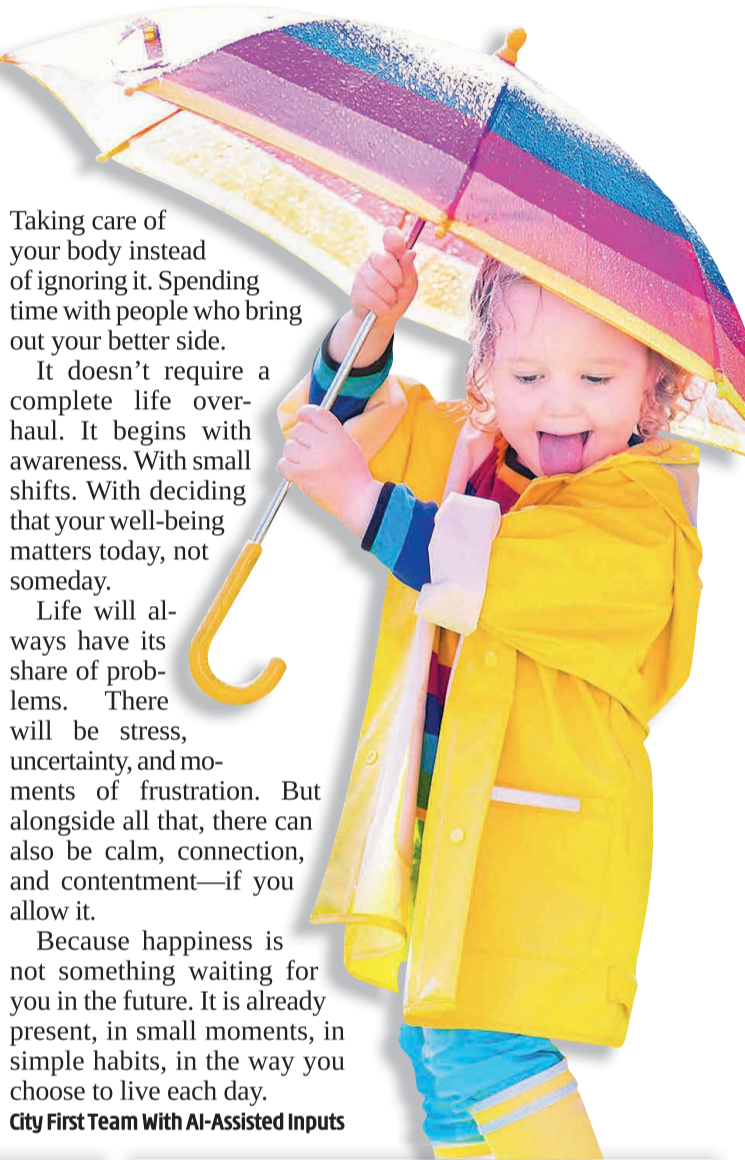 Taking care of
your body instead
of ignoring it. Spending
time with people who bring
out your better side.
It doesn’t require a
complete life over-
haul. It begins with
awareness. With small
shifts. With deciding
that your well-being
matters today, not
someday.
Life will al-
ways have its
share of prob-
lems. There
will be stress,
uncertainty, and mo-
ments of frustration. But
alongside all that, there can
also be calm, connection,
and contentment—if you
allow it.
Because happiness is
not something waiting for
you in the future. It is already
present, in small moments, in
simple habits, in the way you
choose to live each day.
City First Team With AI-Assisted Inputs